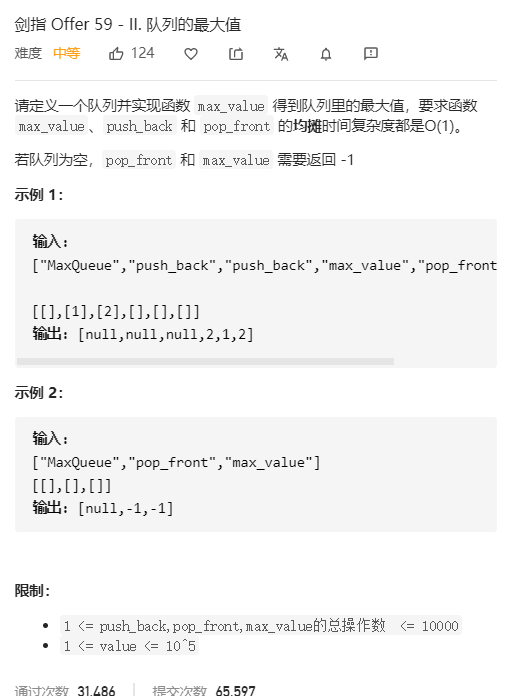 剑指 Offer 59 - II. 队列的最大值
难度 中等 124
请定义一个队列并实现函数 max_value 得到队列里的最大值，要求函数
max_value、push_back 和 pop_front 的均摊时间复杂度都是O(1)。
若队列为空，pop_front 和 max_value 需要返回 -1
示例 1：
输入:
["MaxQueue","push_back","push_back","max_value","pop_front
[[],[1],[2],[],[],[]]
输出: [null,null,null,2,1,2]
示例 2：
输入:
["MaxQueue","pop_front","max_value"]
[[],[],[]]
输出: [null,-1,-1]
限制：
• 1 <= push_back,pop_front,max_value的总操作数 <= 10000
• 1 <= value <= 10^5
通过次数 31,486 提交次数 65,597